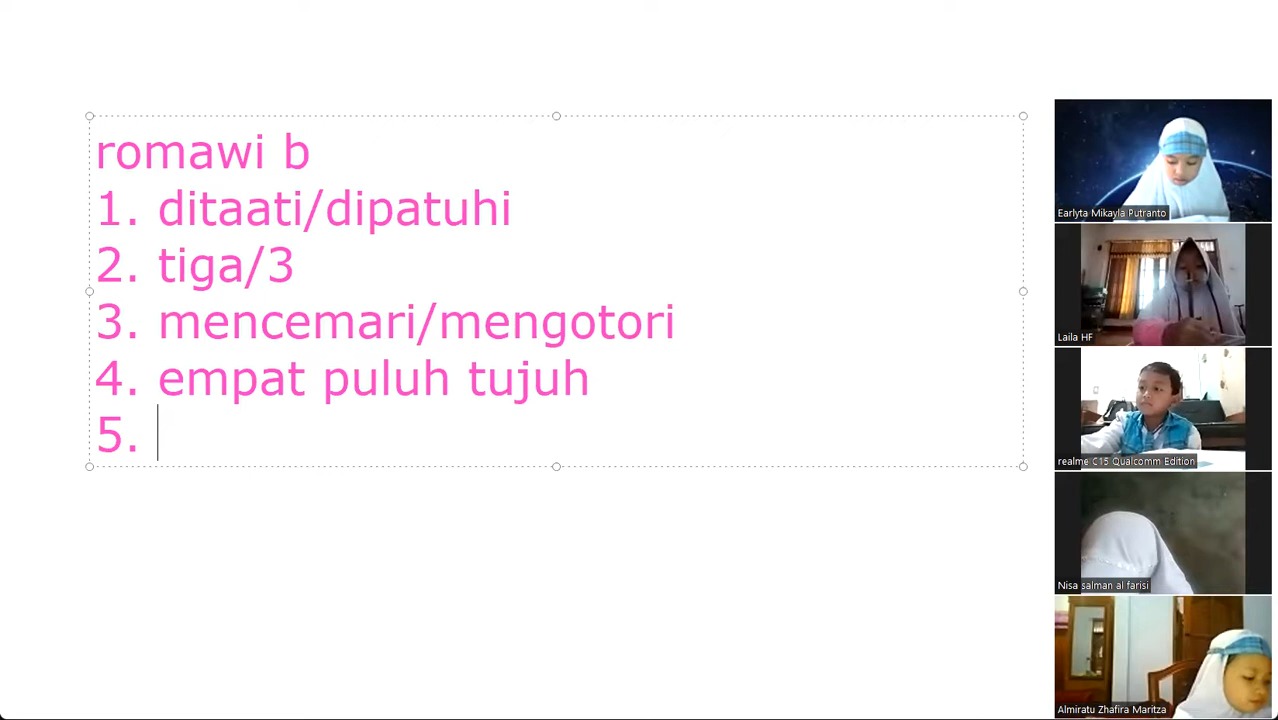 romawi b
1. ditaati/dipatuhi
2. tiga/3
3. mencemari/mengotori
4. empat puluh tujuh
5.
Earlyta Mikayla Putranto
Laila HF
realme C15 Qualcomm Edition
Nisa salman al farisi
Almiratu Zhafira Maritza